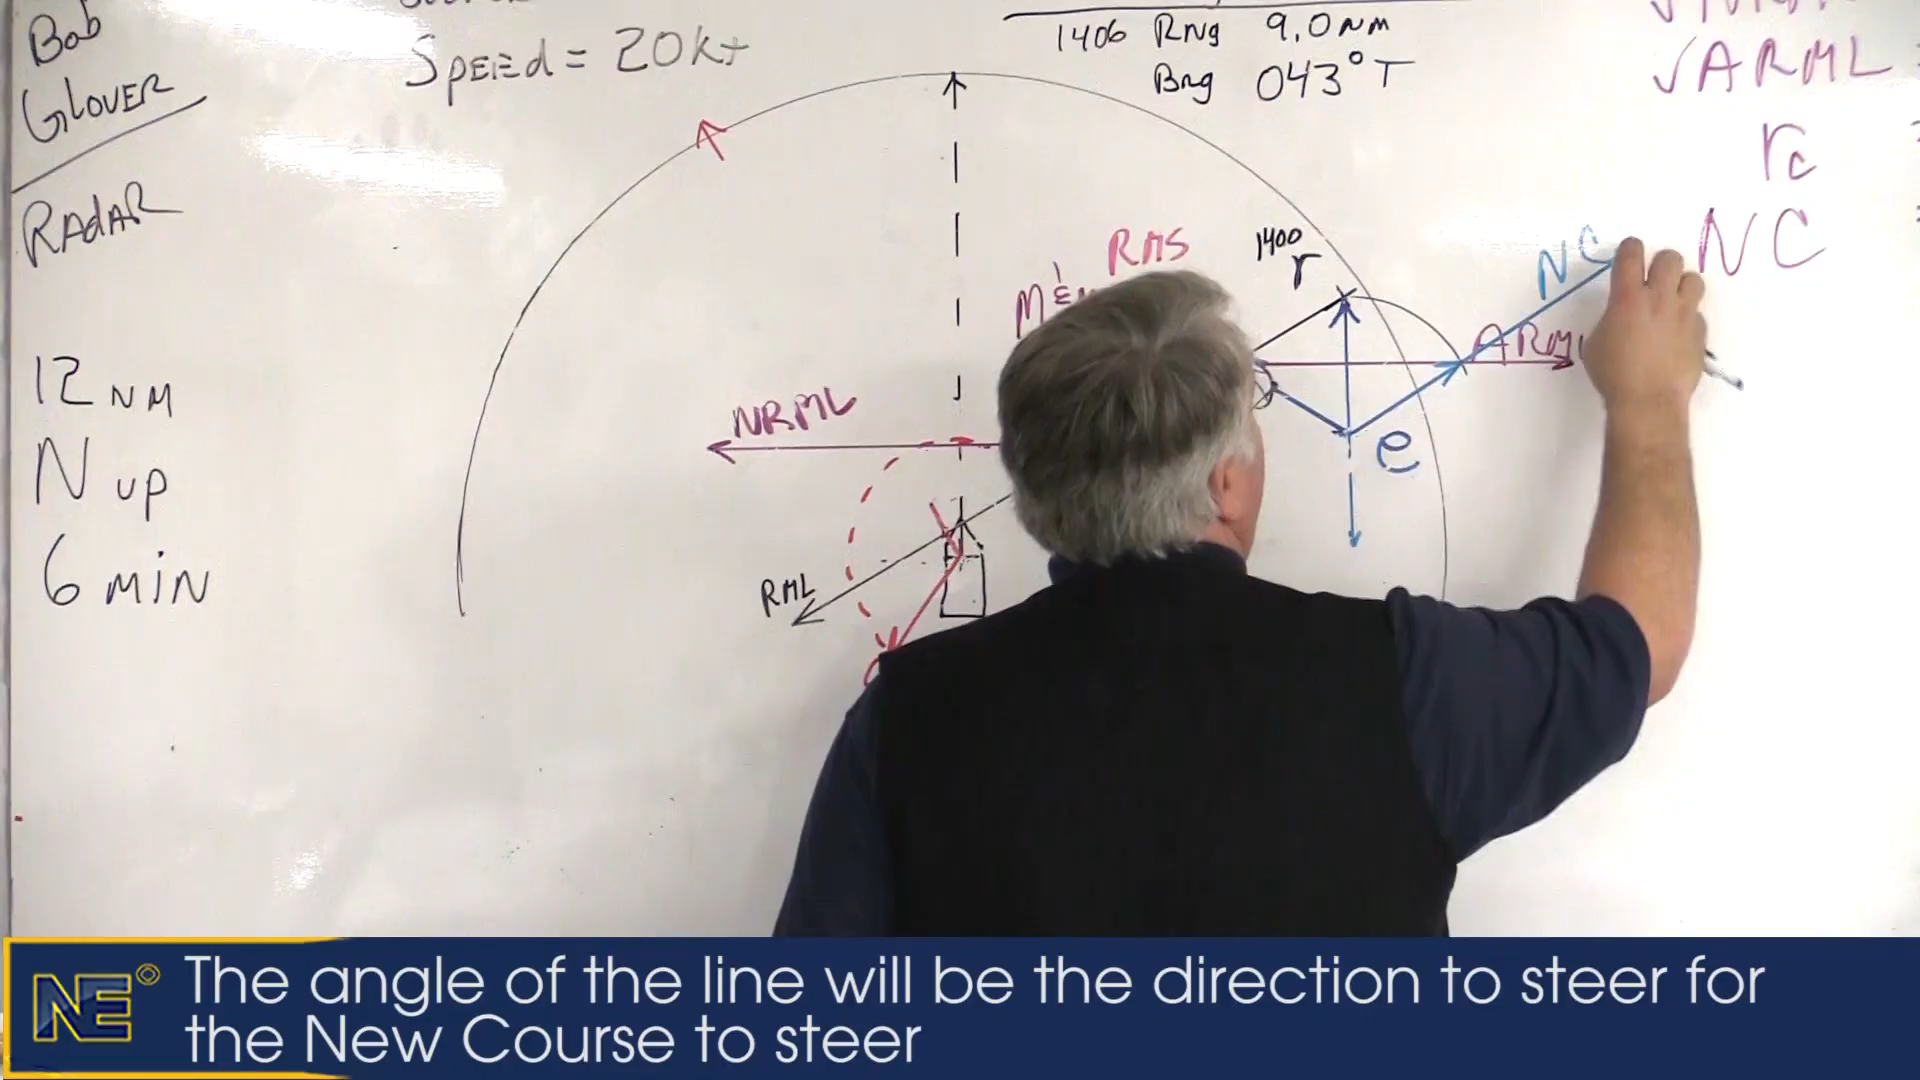 Bob
Glover
Radar
12 NM
N up
6 min
Speed = 20kt
1406 Rng 9.0 NM
Brg 043° T
√ARML
rc
NC
RMS
1400
r
NC
ARML
NRML
e
RML
NE
The angle of the line will be the direction to steer for
the New Course to steer